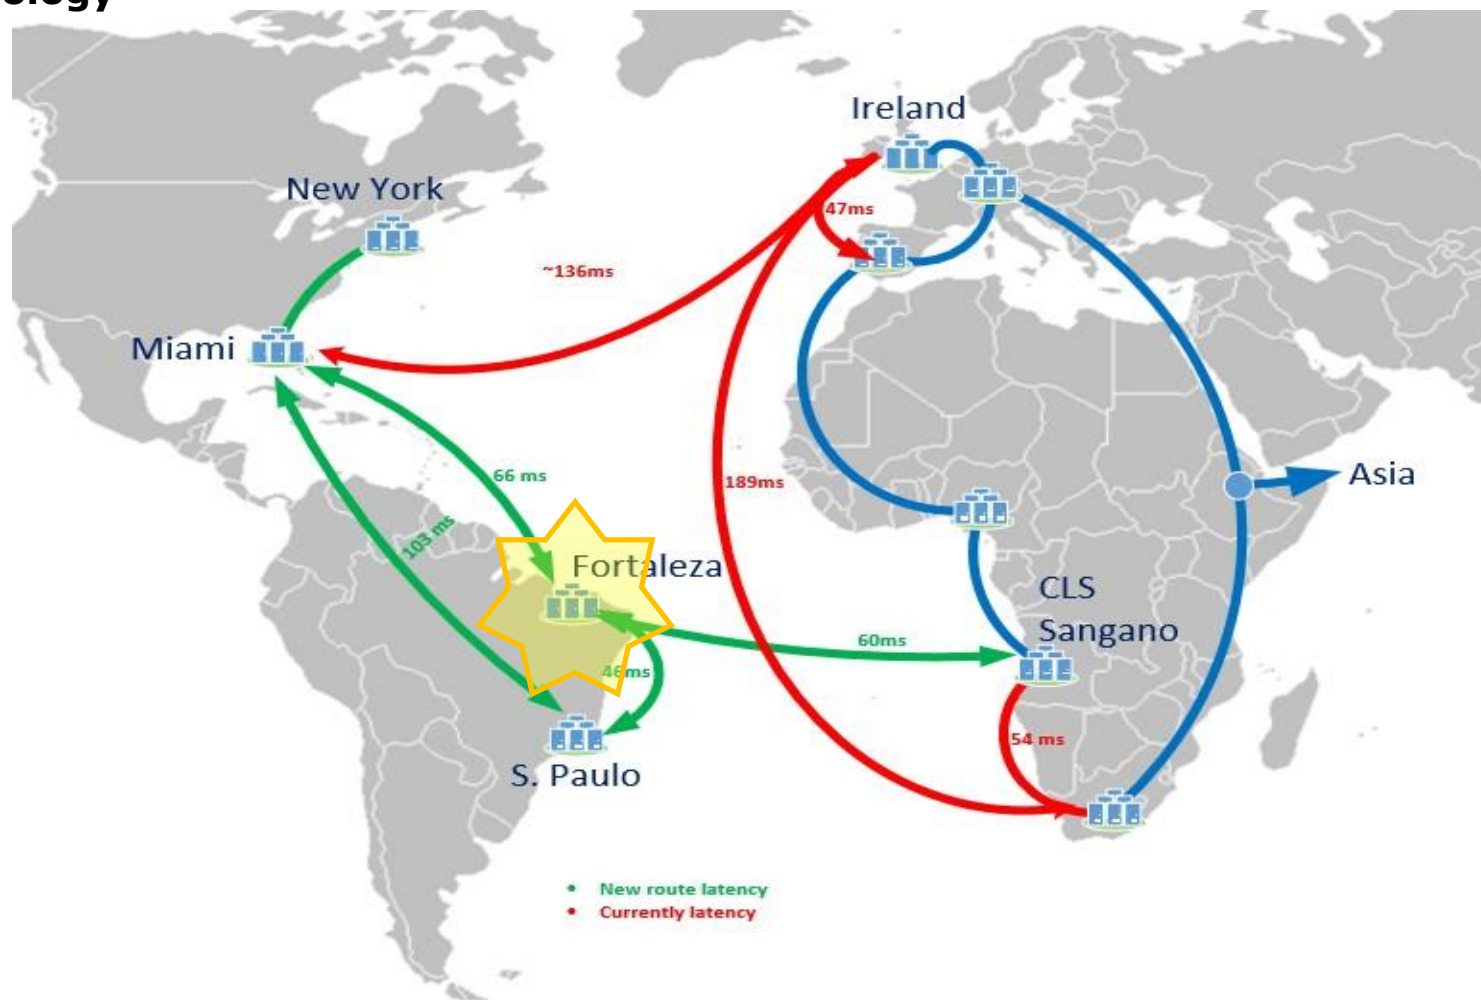 Ireland
New York
47ms
~136ms
Miami
66 ms
189ms
Asia
103 ms
Fortaleza
CLS
Sangano
60ms
46ms
54 ms
S. Paulo
• New route latency
• Currently latency